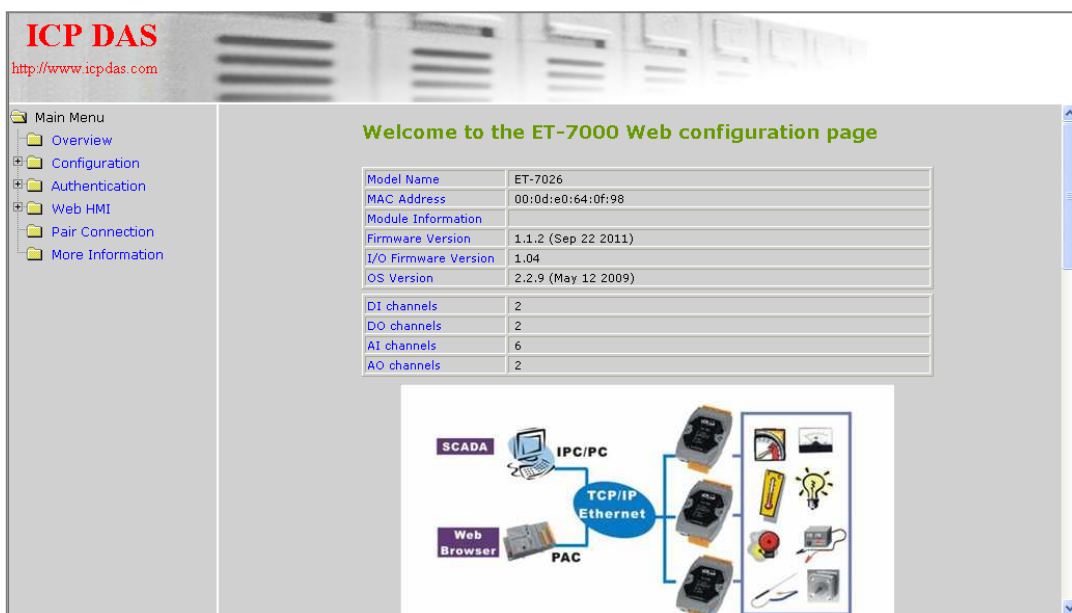 ICP DAS
http://www.icpdas.com
Main Menu
Overview
Configuration
Authentication
Web HMI
Pair Connection
More Information
Welcome to the ET-7000 Web configuration page
Model Name ET-7026
MAC Address 00:0d:e0:64:0f:98
Module Information
Firmware Version 1.1.2 (Sep 22 2011)
I/O Firmware Version 1.04
OS Version 2.2.9 (May 12 2009)
DI channels 2
DO channels 2
AI channels 6
AO channels 2
SCADA
IPC/PC
TCP/IP
Ethernet
Web
Browser
PAC